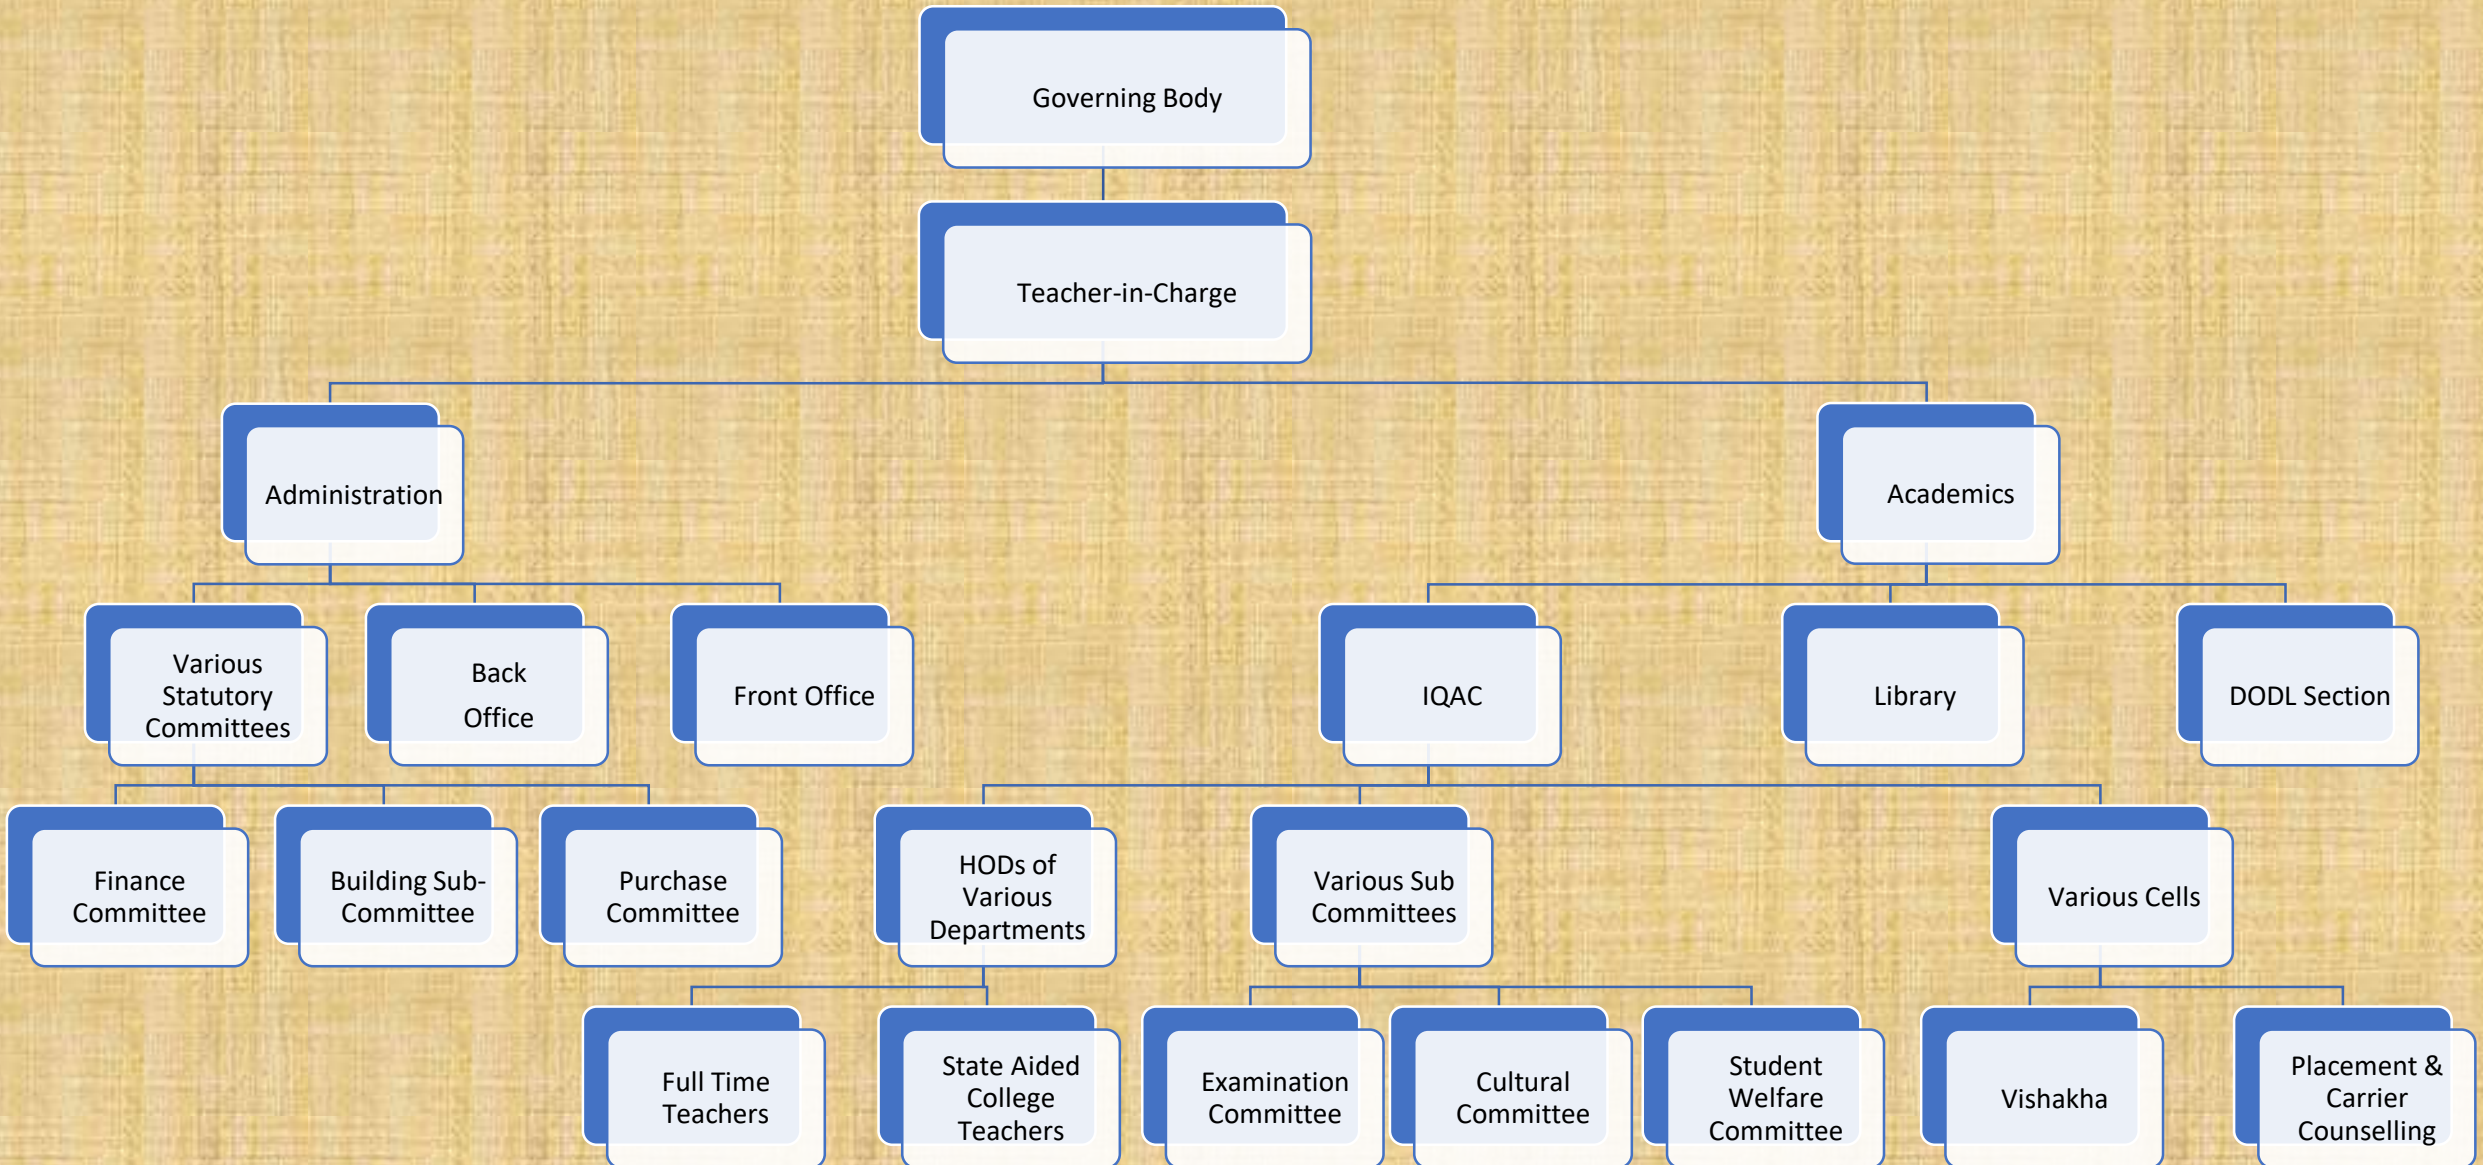 Governing Body
Teacher-in-Charge
Administration
Academics
Various
Statutory
Committees
Back
Office
Front Office
IQAC
Library
DODL Section
Finance
Committee
Building Sub-
Committee
Purchase
Committee
HODs of
Various
Departments
Various Sub
Committees
Various Cells
Full Time
Teachers
State Aided
College
Teachers
Examination
Committee
Cultural
Committee
Student
Welfare
Committee
Vishakha
Placement &
Carrier
Counselling